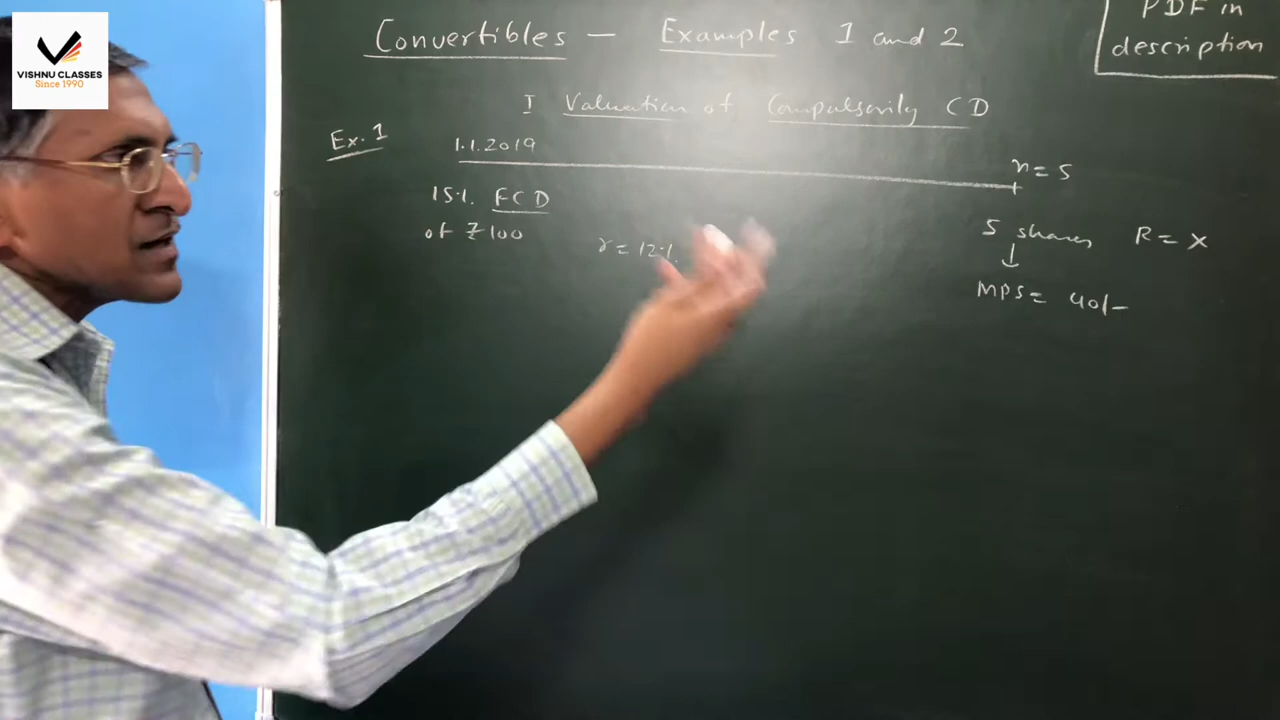 VISHNU CLASSES
Since 1990
Convertibles — Examples 1 and 2
PDF in
description
I Valuation of Compulsorily CD
Ex. 1
1.1.2019
n = 5
15%. FCD
of ₹100
r = 12%.
5 shares R = X
↓
MPS = 40/-